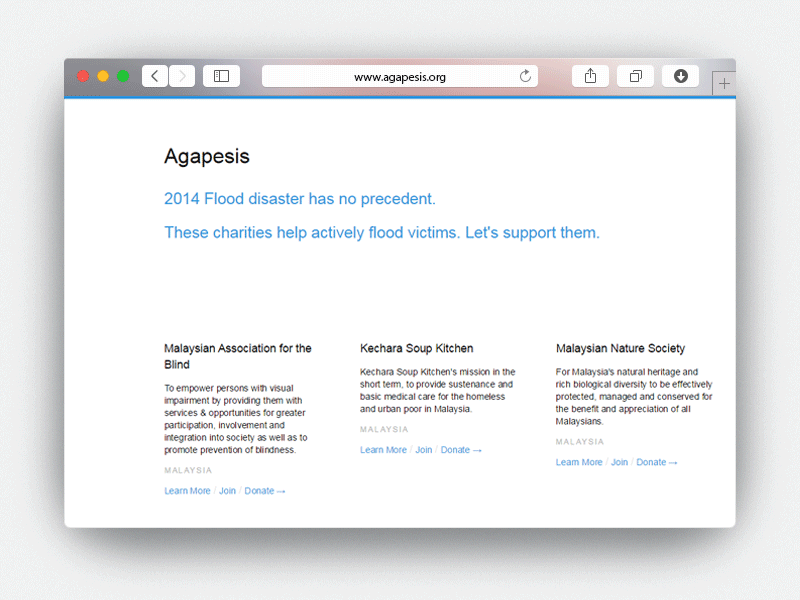 www.agapesis.org
Agapesis
2014 Flood disaster has no precedent.
These charities help actively flood victims. Let's support them.
Malaysian Association for the
Blind
To empower persons with visual
impairment by providing them with
services & opportunities for greater
participation, involvement and
integration into society as well as to
promote prevention of blindness.
MALAYSIA
Learn More / Join / Donate →
Kechara Soup Kitchen
Kechara Soup Kitchen's mission in the
short term, to provide sustenance and
basic medical care for the homeless
and urban poor in Malaysia.
MALAYSIA
Learn More / Join / Donate →
Malaysian Nature Society
For Malaysia's natural heritage and
rich biological diversity to be effectively
protected, managed and conserved for
the benefit and appreciation of all
Malaysians.
MALAYSIA
Learn More / Join / Donate →